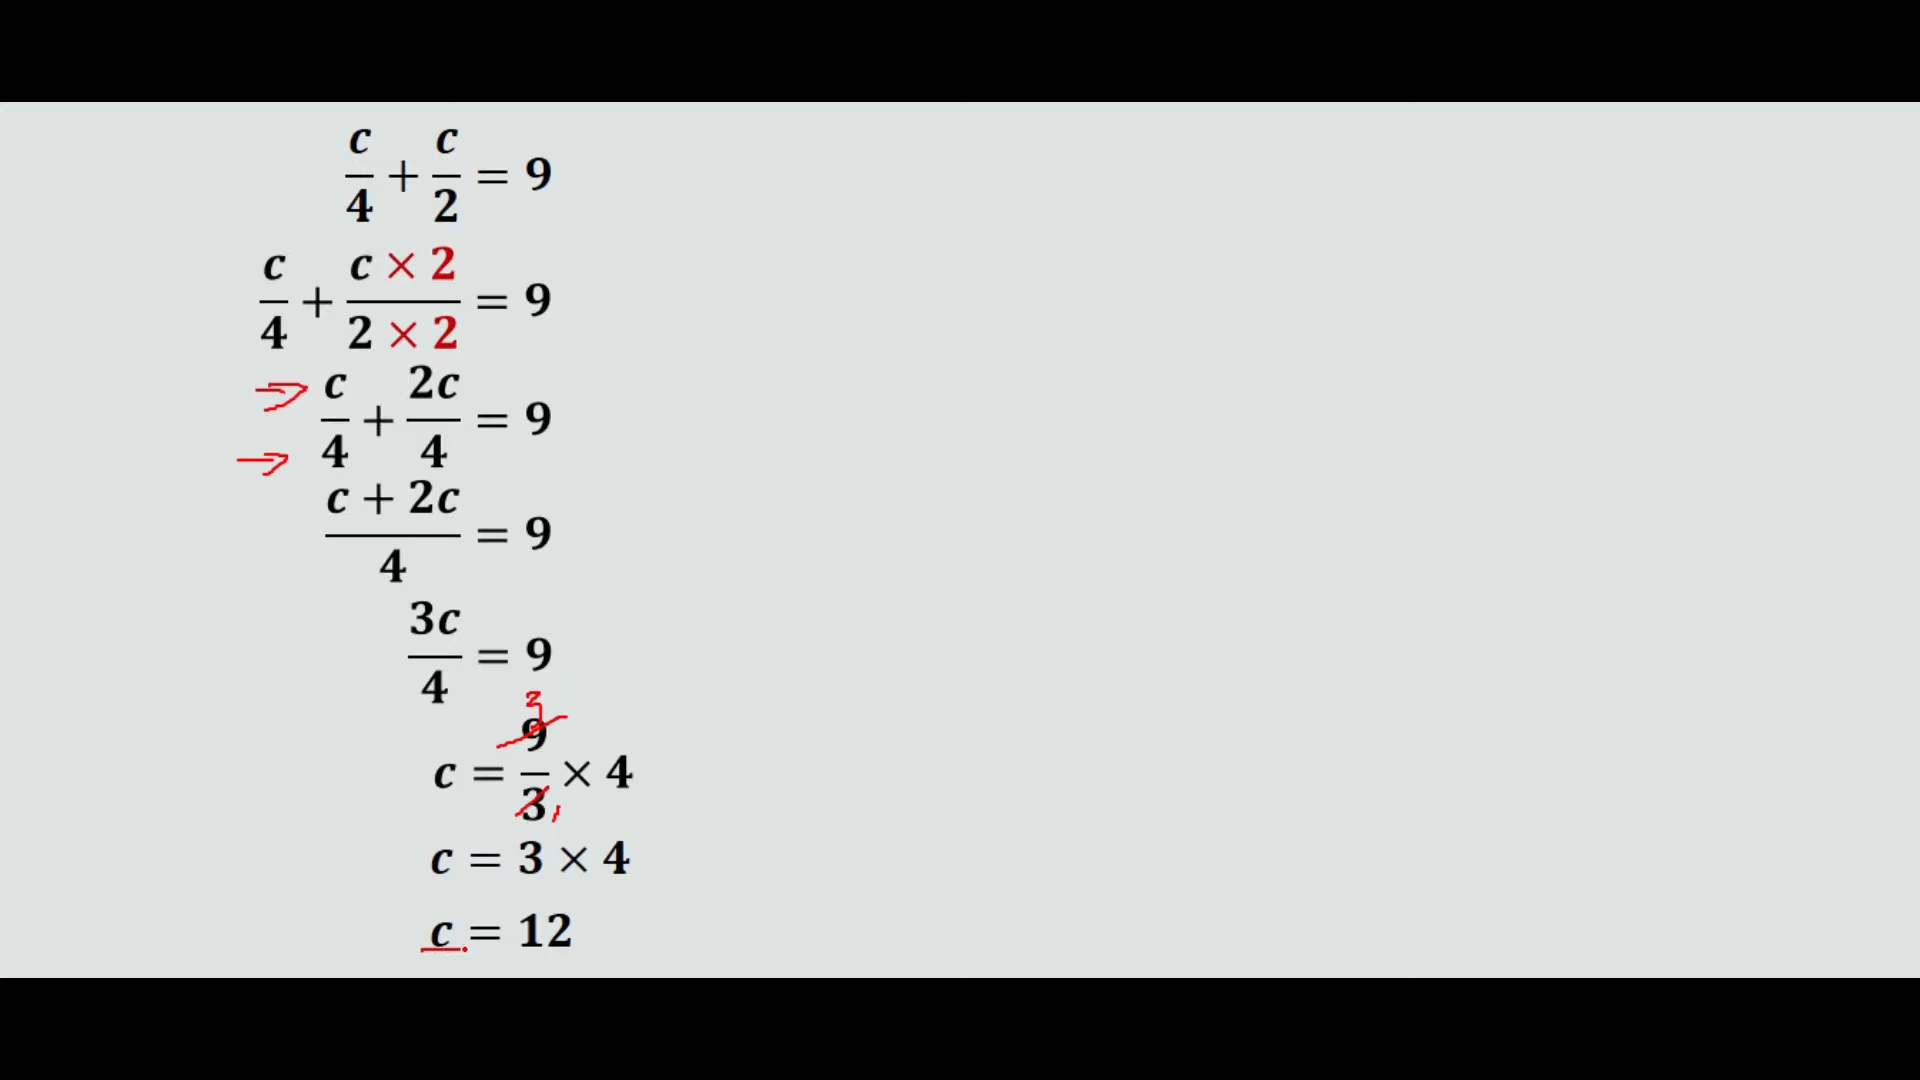 c/4 + c/2 = 9
c/4 + (c × 2)/(2 × 2) = 9
c/4 + 2c/4 = 9
(c + 2c)/4 = 9
3c/4 = 9
3
c = 9/3 × 4
1
c = 3 × 4
c = 12